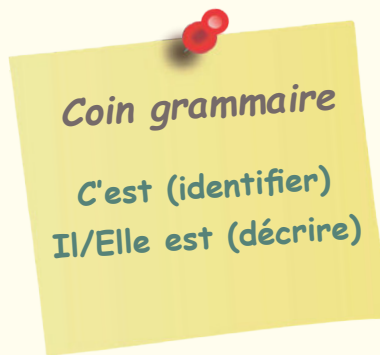 Coin grammaire
C'est (identifier)
Il/Elle est (décrire)